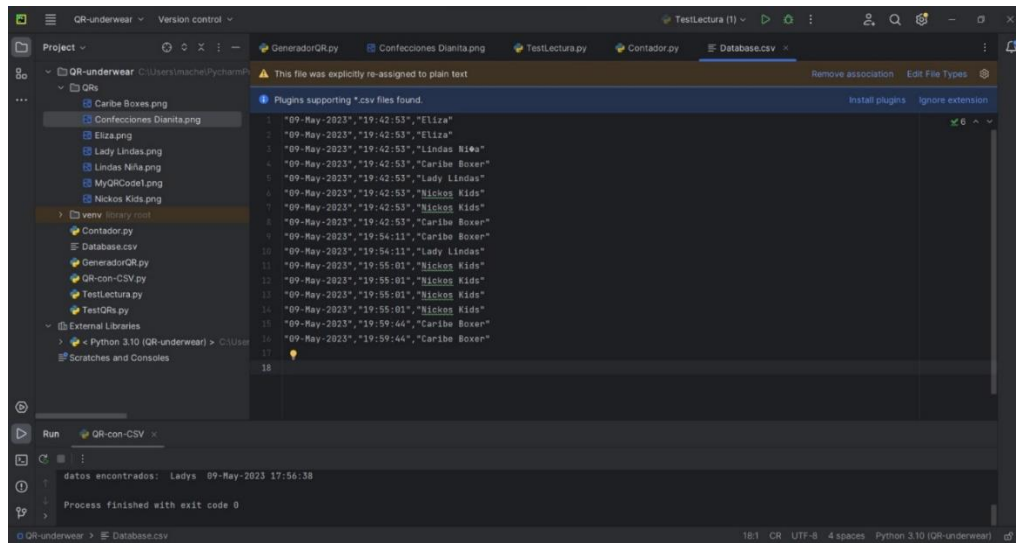 QR-underwear Version control TestLectura (1)
Project
GeneradorQR.py Confecciones Dianita.png TestLectura.py Contador.py Database.csv
QR-underwear C:\Users\mache\Pycharm
QRs
Caribe Boxes.png
Confecciones Dianita.png
Eliza.png
Lady Lindas.png
Lindas Niña.png
MyQRCode1.png
Nickos Kids.png
venv library root
Contador.py
Database.csv
GeneradorQR.py
QR-con-CSV.py
TestLectura.py
TestQRs.py
External Libraries
< Python 3.10 (QR-underwear) > C:\User
Scratches and Consoles
This file was explicitly re-assigned to plain text Remove association Edit File Types
Plugins supporting *.csv files found. Install plugins Ignore extension
6
1 "09-May-2023","19:42:53","Eliza"
2 "09-May-2023","19:42:53","Eliza"
3 "09-May-2023","19:42:53","Lindas Ni�a"
4 "09-May-2023","19:42:53","Caribe Boxer"
5 "09-May-2023","19:42:53","Lady Lindas"
6 "09-May-2023","19:42:53","Nickos Kids"
7 "09-May-2023","19:42:53","Nickos Kids"
8 "09-May-2023","19:42:53","Caribe Boxer"
9 "09-May-2023","19:54:11","Caribe Boxer"
10 "09-May-2023","19:54:11","Lady Lindas"
11 "09-May-2023","19:55:01","Nickos Kids"
12 "09-May-2023","19:55:01","Nickos Kids"
13 "09-May-2023","19:55:01","Nickos Kids"
14 "09-May-2023","19:55:01","Nickos Kids"
15 "09-May-2023","19:59:44","Caribe Boxer"
16 "09-May-2023","19:59:44","Caribe Boxer"
17
18
Run QR-con-CSV
datos encontrados: Ladys 09-May-2023 17:56:38
Process finished with exit code 0
QR-underwear > Database.csv 18:1 CR UTF-8 4 spaces Python 3.10 (QR-underwear)